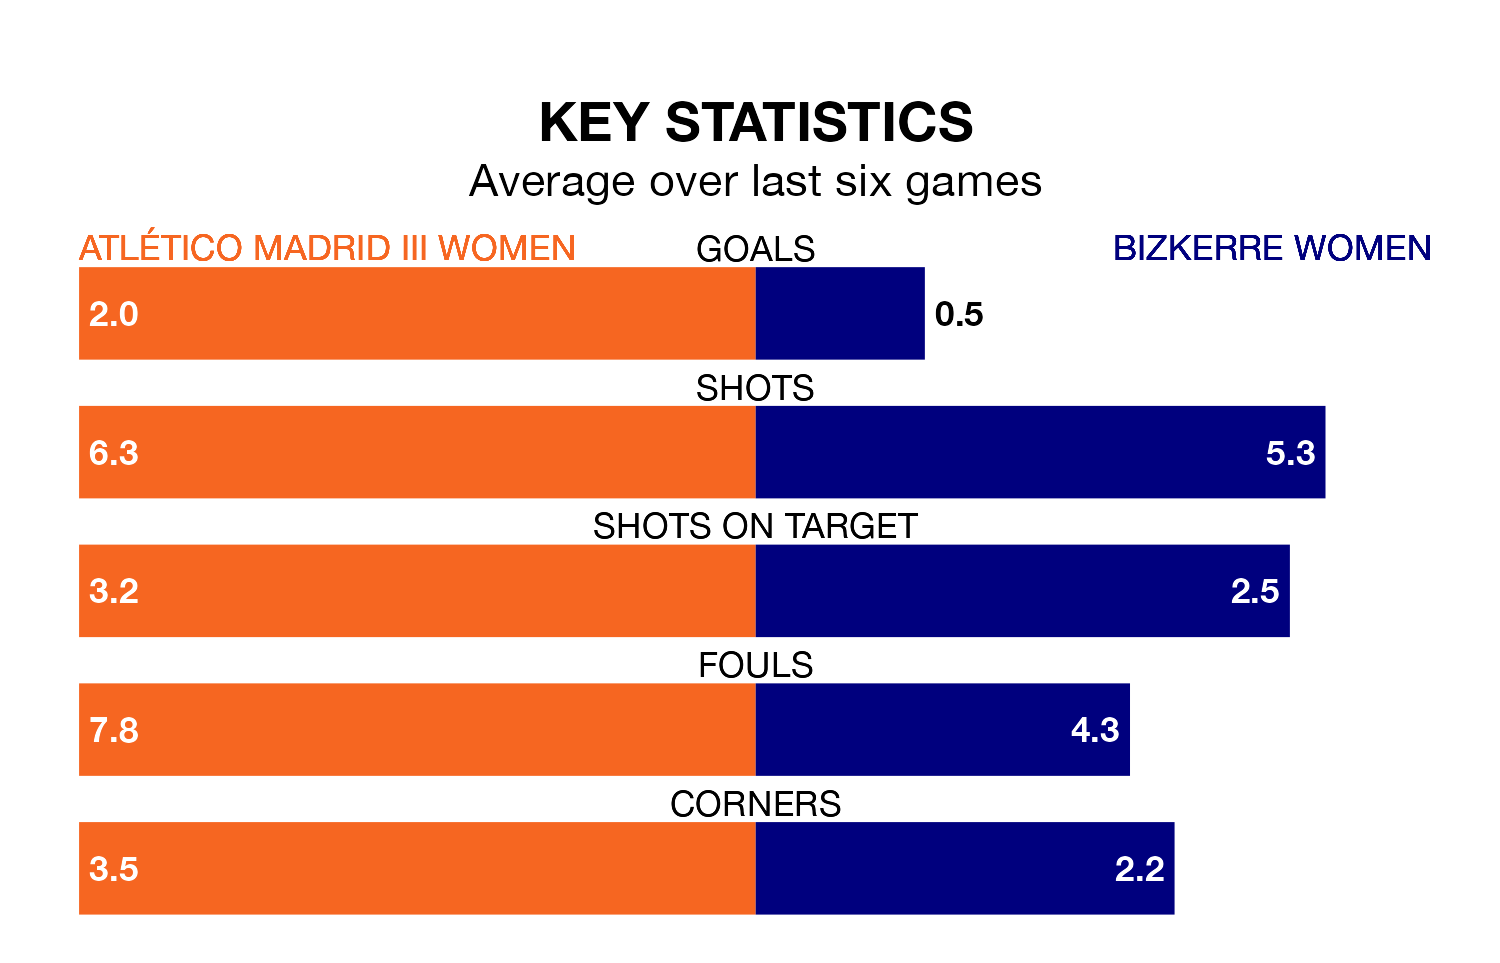 KEY STATISTICS
Average over last six games
ATLÉTICO MADRID III WOMEN GOALS BIZKERRE WOMEN
2.0 0.5
SHOTS
6.3 5.3
SHOTS ON TARGET
3.2 2.5
FOULS
7.8 4.3
CORNERS
3.5 2.2